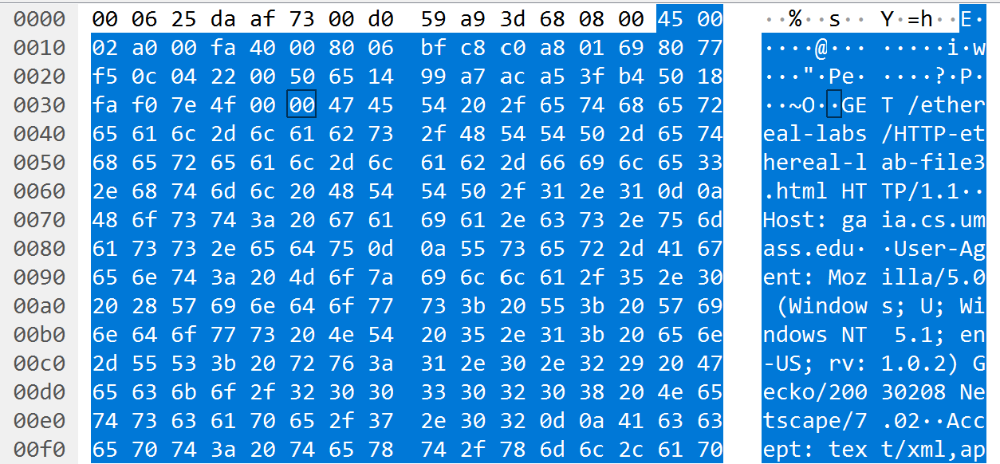 0000 00 06 25 da af 73 00 d0 59 a9 3d 68 08 00 45 00 ··% ·s·· Y·=h··E·
0010 02 a0 00 fa 40 00 80 06 bf c8 c0 a8 01 69 80 77 ····@··· ·····i·w
0020 f5 0c 04 22 00 50 65 14 99 a7 ac a5 3f b4 50 18 ···"·Pe· ····?·P·
0030 fa f0 7e 4f 00 00 47 45 54 20 2f 65 74 68 65 72 ··~O··GE T /ether
0040 65 61 6c 2d 6c 61 62 73 2f 48 54 54 50 2d 65 74 eal-labs /HTTP-et
0050 68 65 72 65 61 6c 2d 6c 61 62 2d 66 69 6c 65 33 hereal-l ab-file3
0060 2e 68 74 6d 6c 20 48 54 54 50 2f 31 2e 31 0d 0a .html HT TP/1.1··
0070 48 6f 73 74 3a 20 67 61 69 61 2e 63 73 2e 75 6d Host: ga ia.cs.um
0080 61 73 73 2e 65 64 75 0d 0a 55 73 65 72 2d 41 67 ass.edu· ·User-Ag
0090 65 6e 74 3a 20 4d 6f 7a 69 6c 6c 61 2f 35 2e 30 ent: Moz illa/5.0
00a0 20 28 57 69 6e 64 6f 77 73 3b 20 55 3b 20 57 69 (Window s; U; Wi
00b0 6e 64 6f 77 73 20 4e 54 20 35 2e 31 3b 20 65 6e ndows NT 5.1; en
00c0 2d 55 53 3b 20 72 76 3a 31 2e 30 2e 32 29 20 47 -US; rv: 1.0.2) G
00d0 65 63 6b 6f 2f 32 30 30 33 30 32 30 38 20 4e 65 ecko/200 30208 Ne
00e0 74 73 63 61 70 65 2f 37 2e 30 32 0d 0a 41 63 63 tscape/7 .02··Acc
00f0 65 70 74 3a 20 74 65 78 74 2f 78 6d 6c 2c 61 70 ept: tex t/xml,ap